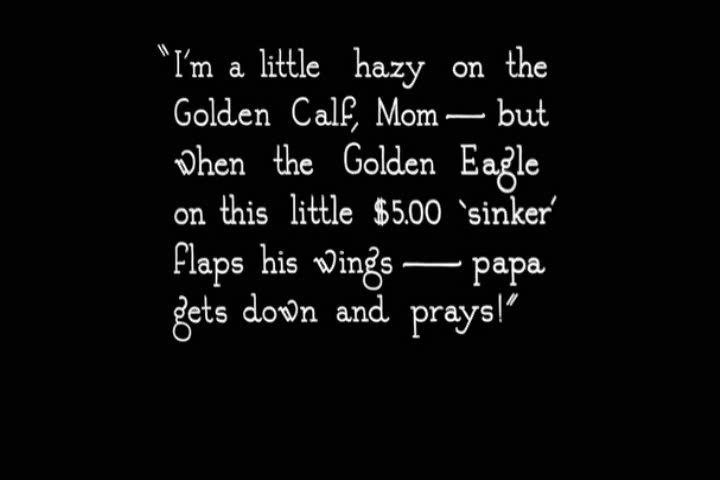 "I'm a little hazy on the
Golden Calf, Mom — but
when the Golden Eagle
on this little $5.00 'sinker'
flaps his wings — papa
gets down and prays!"